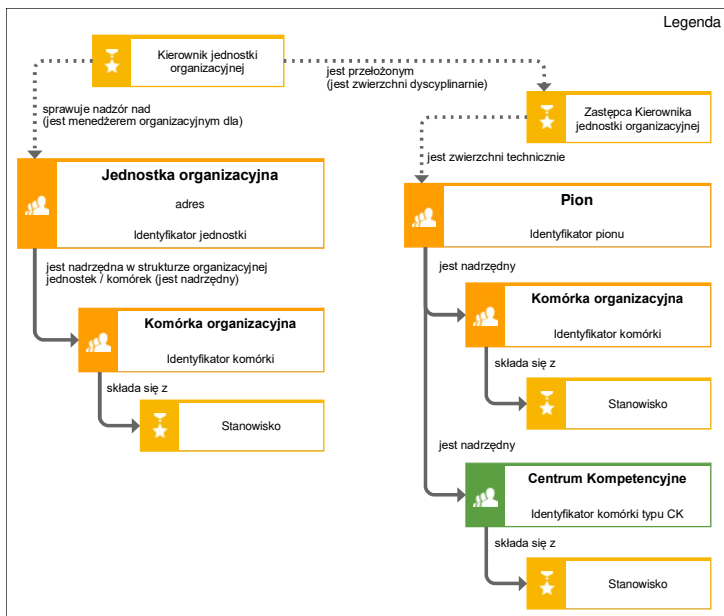 Legenda
Kierownik jednostki
organizacyjnej
jest przełożonym
(jest zwierzchni dyscyplinarnie)
sprawuje nadzór nad
(jest menedżerem organizacyjnym dla)
Zastępca Kierownika
jednostki organizacyjnej
jest zwierzchni technicznie
Jednostka organizacyjna
adres
Identyfikator jednostki
Pion
Identyfikator pionu
jest nadrzędna w strukturze organizacyjnej
jednostek / komórek (jest nadrzędny)
jest nadrzędny
Komórka organizacyjna
Identyfikator komórki
Komórka organizacyjna
Identyfikator komórki
składa się z
Stanowisko
składa się z
Stanowisko
jest nadrzędny
Centrum Kompetencyjne
Identyfikator komórki typu CK
składa się z
Stanowisko